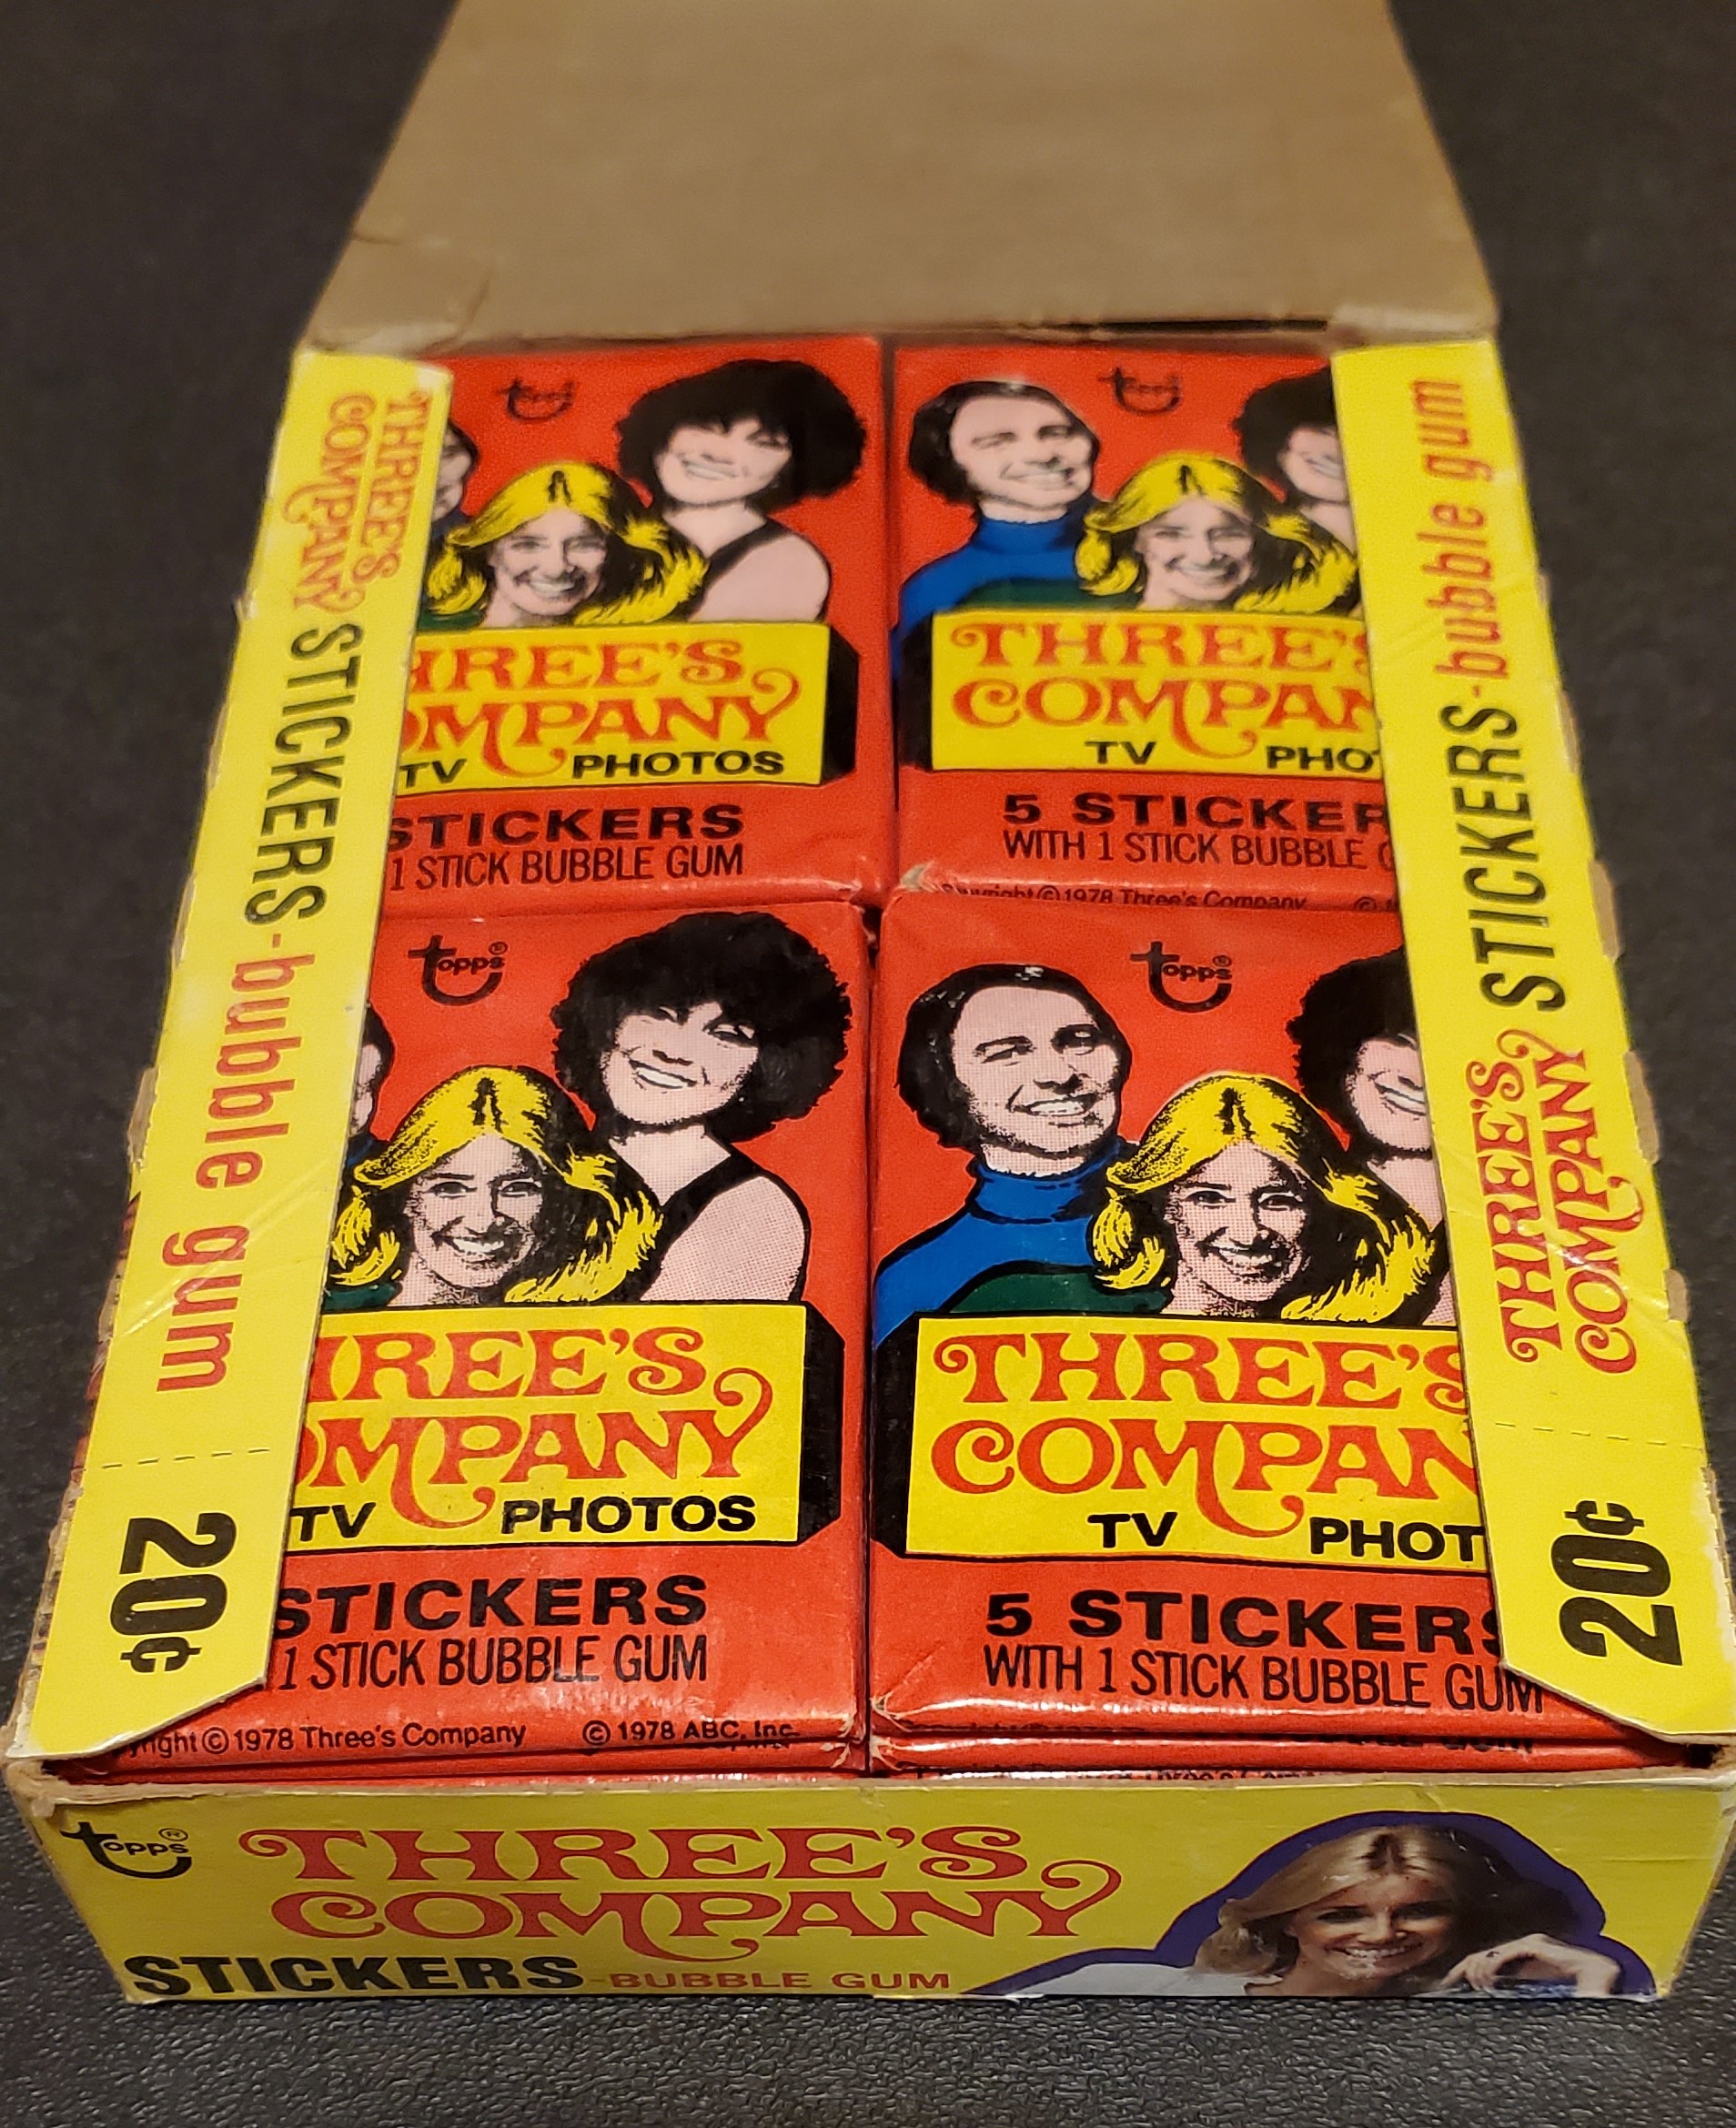 THREE'S
COMPANY STICKERS-bubble gum
20¢
topps
HREE'S
OMPANY
TV PHOTOS
STICKERS
1 STICK BUBBLE GUM
topps
THREE'S
COMPAN
TV PHO
5 STICKER
WITH 1 STICK BUBBLE
©1978 Three's Company
THREE'S
COMPANY STICKERS-bubble gum
20¢
topps®
HREE'S
OMPANY
TV PHOTOS
STICKERS
1 STICK BUBBLE GUM
yright © 1978 Three's Company © 1978 ABC, Inc.
topps®
THREE'S
COMPAN
TV PHOT
5 STICKERS
WITH 1 STICK BUBBLE GUM
topps®
THREE'S
COMPANY
STICKERS-BUBBLE GUM